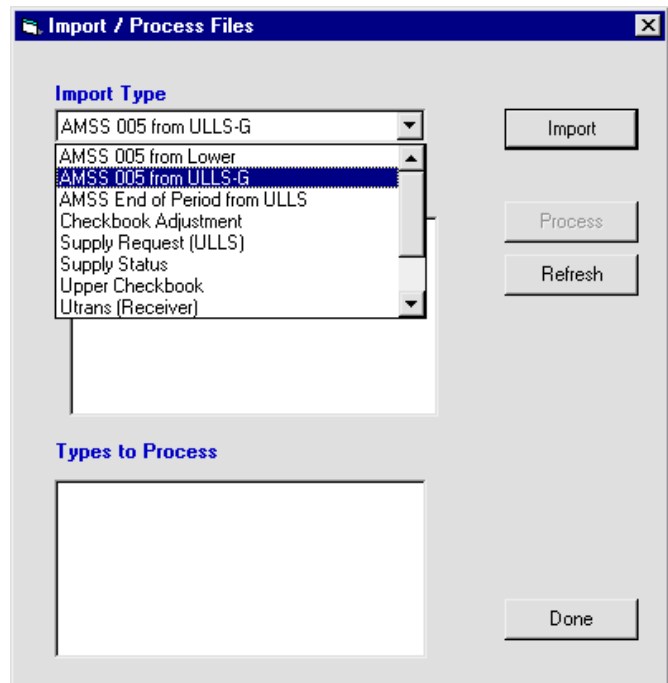 Import / Process Files
Import Type
AMSS 005 from ULLS-G
Import
AMSS 005 from Lower
AMSS 005 from ULLS-G
AMSS End of Period from ULLS
Checkbook Adjustment
Process
Supply Request (ULLS)
Supply Status
Refresh
Upper Checkbook
Utrans (Receiver)
Types to Process
Done